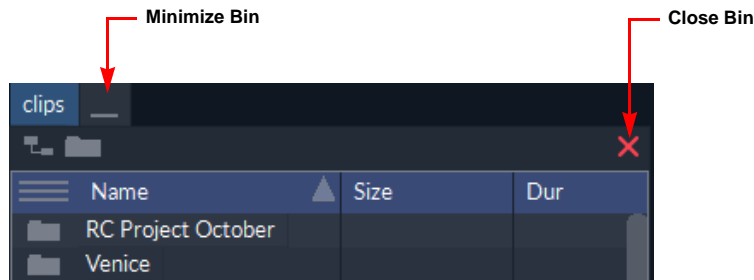 Minimize Bin
Close Bin
clips
Name Size Dur
RC Project October
Venice